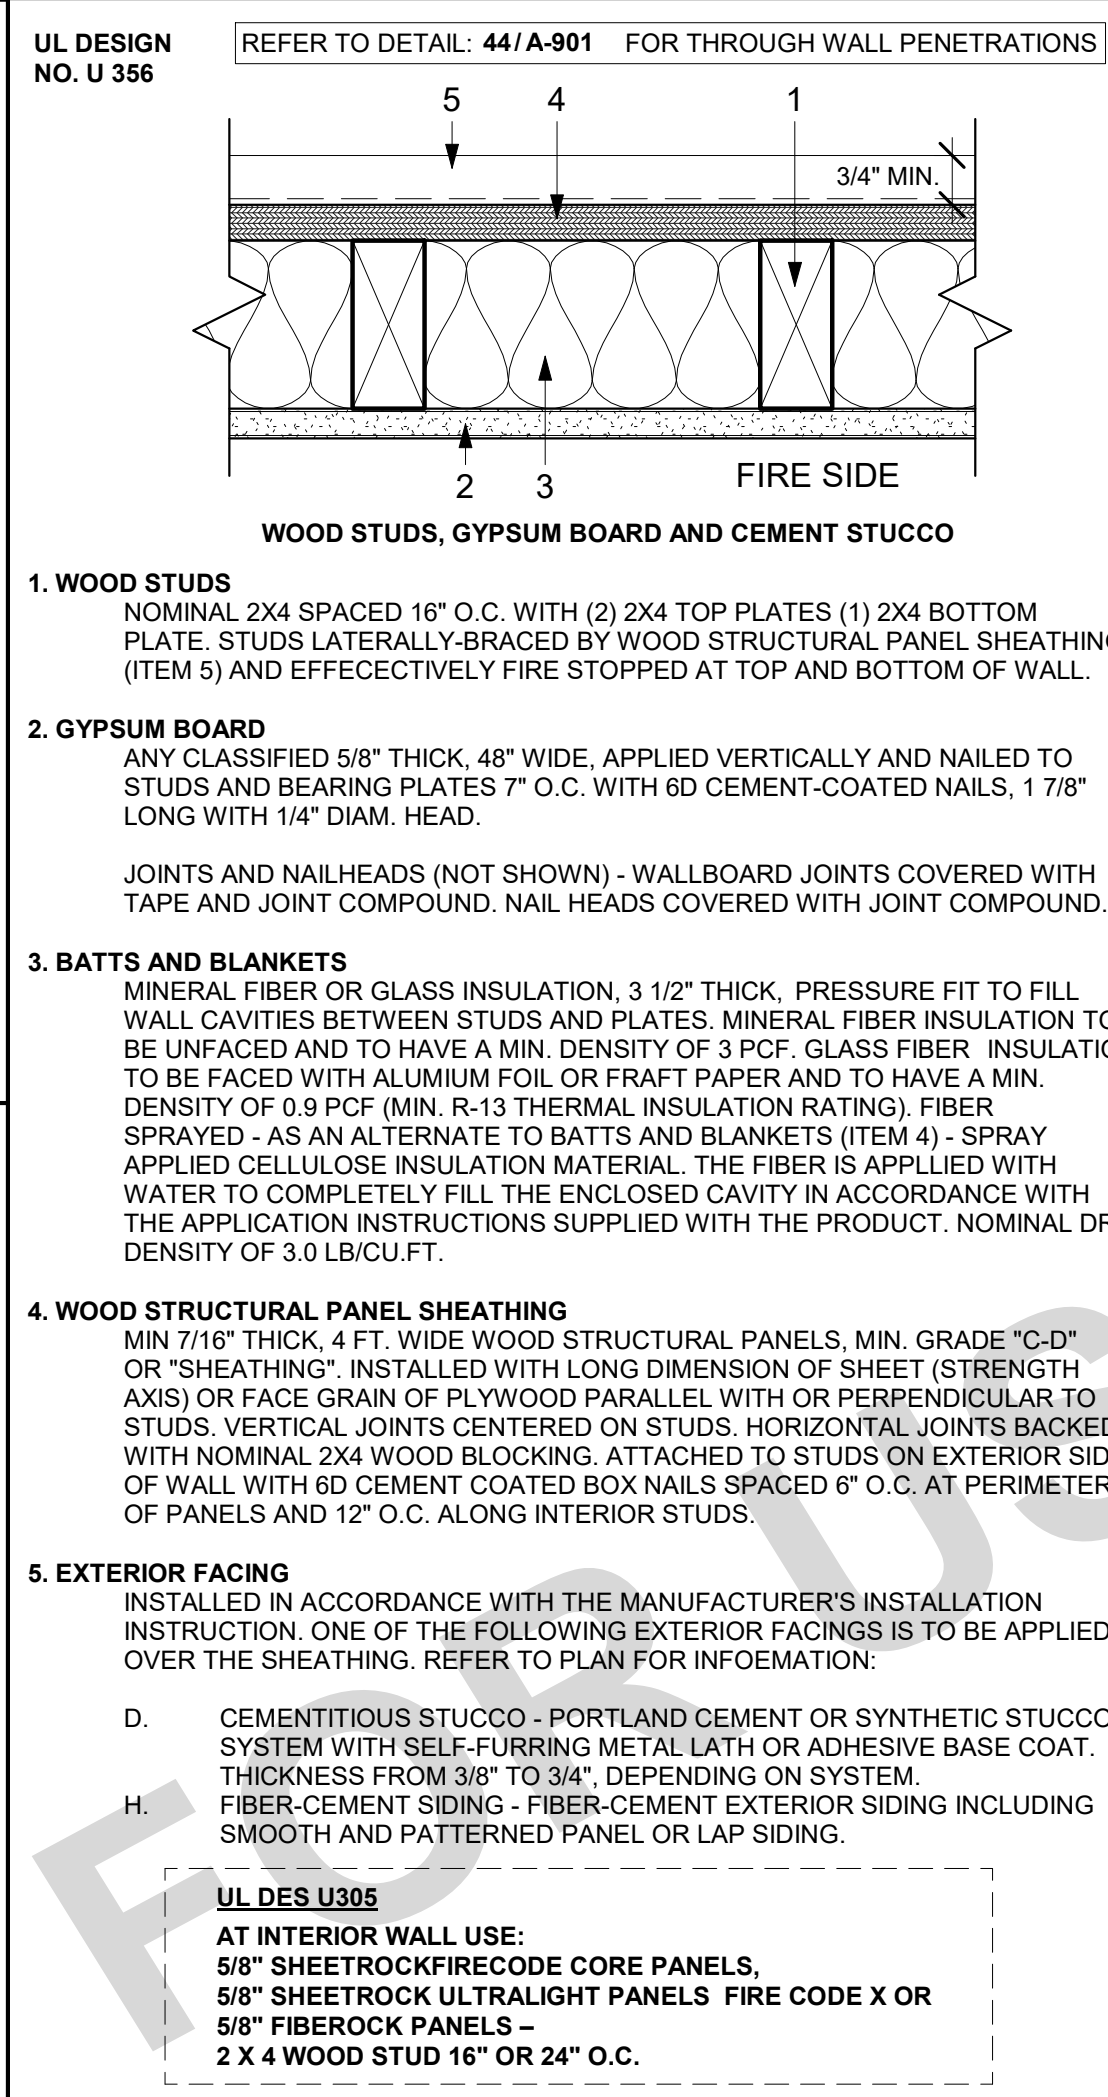 UL DESIGN
NO. U 356
REFER TO DETAIL: 44 / A-901 FOR THROUGH WALL PENETRATIONS
5 4 1
3/4" MIN.
2 3
FIRE SIDE
WOOD STUDS, GYPSUM BOARD AND CEMENT STUCCO
1. WOOD STUDS
NOMINAL 2X4 SPACED 16" O.C. WITH (2) 2X4 TOP PLATES (1) 2X4 BOTTOM
PLATE. STUDS LATERALLY-BRACED BY WOOD STRUCTURAL PANEL SHEATHING
(ITEM 5) AND EFFECECTIVELY FIRE STOPPED AT TOP AND BOTTOM OF WALL.
2. GYPSUM BOARD
ANY CLASSIFIED 5/8" THICK, 48" WIDE, APPLIED VERTICALLY AND NAILED TO
STUDS AND BEARING PLATES 7" O.C. WITH 6D CEMENT-COATED NAILS, 1 7/8"
LONG WITH 1/4" DIAM. HEAD.
JOINTS AND NAILHEADS (NOT SHOWN) - WALLBOARD JOINTS COVERED WITH
TAPE AND JOINT COMPOUND. NAIL HEADS COVERED WITH JOINT COMPOUND.
3. BATTS AND BLANKETS
MINERAL FIBER OR GLASS INSULATION, 3 1/2" THICK, PRESSURE FIT TO FILL
WALL CAVITIES BETWEEN STUDS AND PLATES. MINERAL FIBER INSULATION TO
BE UNFACED AND TO HAVE A MIN. DENSITY OF 3 PCF. GLASS FIBER INSULATIO
TO BE FACED WITH ALUMIUM FOIL OR FRAFT PAPER AND TO HAVE A MIN.
DENSITY OF 0.9 PCF (MIN. R-13 THERMAL INSULATION RATING). FIBER
SPRAYED - AS AN ALTERNATE TO BATTS AND BLANKETS (ITEM 4) - SPRAY
APPLIED CELLULOSE INSULATION MATERIAL. THE FIBER IS APPLLIED WITH
WATER TO COMPLETELY FILL THE ENCLOSED CAVITY IN ACCORDANCE WITH
THE APPLICATION INSTRUCTIONS SUPPLIED WITH THE PRODUCT. NOMINAL DR
DENSITY OF 3.0 LB/CU.FT.
4. WOOD STRUCTURAL PANEL SHEATHING
MIN 7/16" THICK, 4 FT. WIDE WOOD STRUCTURAL PANELS, MIN. GRADE "C-D"
OR "SHEATHING". INSTALLED WITH LONG DIMENSION OF SHEET (STRENGTH
AXIS) OR FACE GRAIN OF PLYWOOD PARALLEL WITH OR PERPENDICULAR TO
STUDS. VERTICAL JOINTS CENTERED ON STUDS. HORIZONTAL JOINTS BACKED
WITH NOMINAL 2X4 WOOD BLOCKING. ATTACHED TO STUDS ON EXTERIOR SID
OF WALL WITH 6D CEMENT COATED BOX NAILS SPACED 6" O.C. AT PERIMETER
OF PANELS AND 12" O.C. ALONG INTERIOR STUDS.
5. EXTERIOR FACING
INSTALLED IN ACCORDANCE WITH THE MANUFACTURER'S INSTALLATION
INSTRUCTION. ONE OF THE FOLLOWING EXTERIOR FACINGS IS TO BE APPLIED
OVER THE SHEATHING. REFER TO PLAN FOR INFOEMATION:
D. CEMENTITIOUS STUCCO - PORTLAND CEMENT OR SYNTHETIC STUCCO
SYSTEM WITH SELF-FURRING METAL LATH OR ADHESIVE BASE COAT.
THICKNESS FROM 3/8" TO 3/4", DEPENDING ON SYSTEM.
H. FIBER-CEMENT SIDING - FIBER-CEMENT EXTERIOR SIDING INCLUDING
SMOOTH AND PATTERNED PANEL OR LAP SIDING.
UL DES U305
AT INTERIOR WALL USE:
5/8" SHEETROCKFIRECODE CORE PANELS,
5/8" SHEETROCK ULTRALIGHT PANELS FIRE CODE X OR
5/8" FIBEROCK PANELS –
2 X 4 WOOD STUD 16" OR 24" O.C.
FOR US